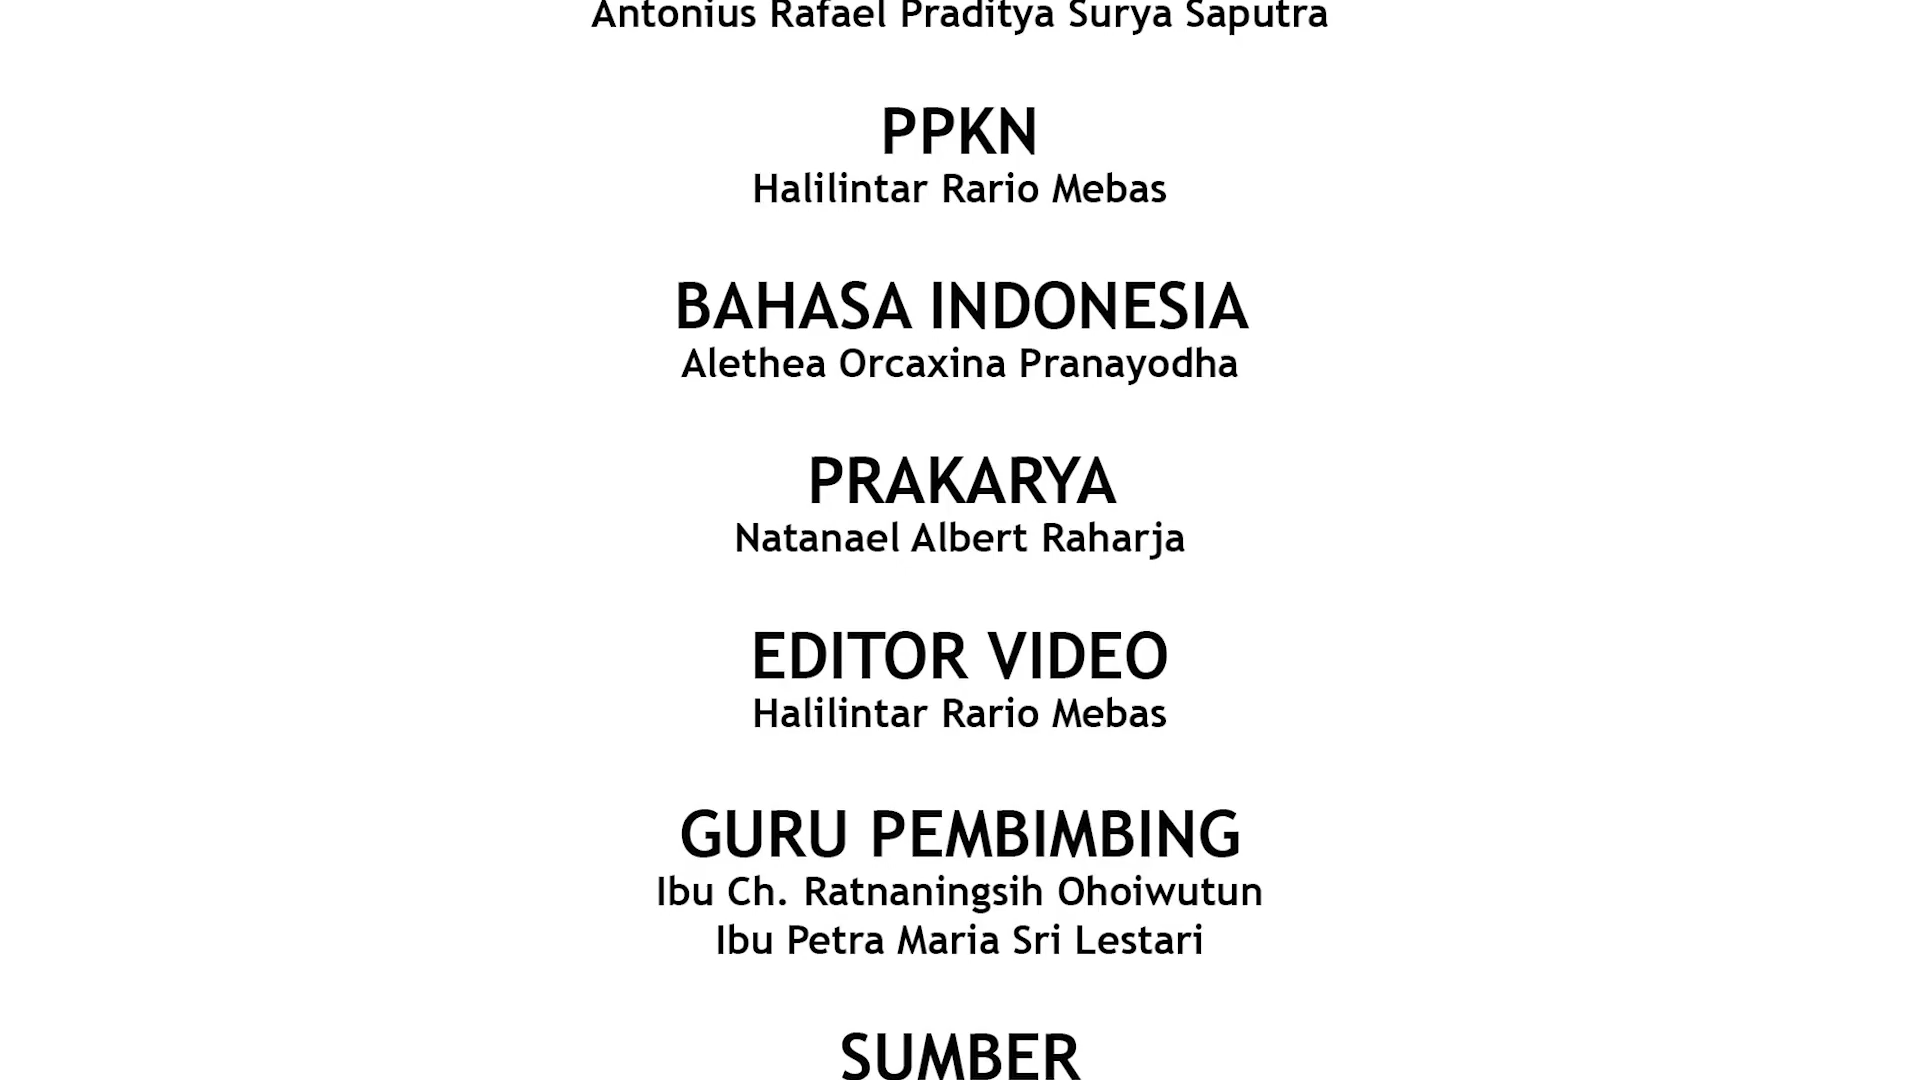 Antonius Rafael Praditya Surya Saputra
PPKN
Halilintar Rario Mebas
BAHASA INDONESIA
Alethea Orcaxina Pranayodha
PRAKARYA
Natanael Albert Raharja
EDITOR VIDEO
Halilintar Rario Mebas
GURU PEMBIMBING
Ibu Ch. Ratnaningsih Ohoiwutun
Ibu Petra Maria Sri Lestari
SUMBER